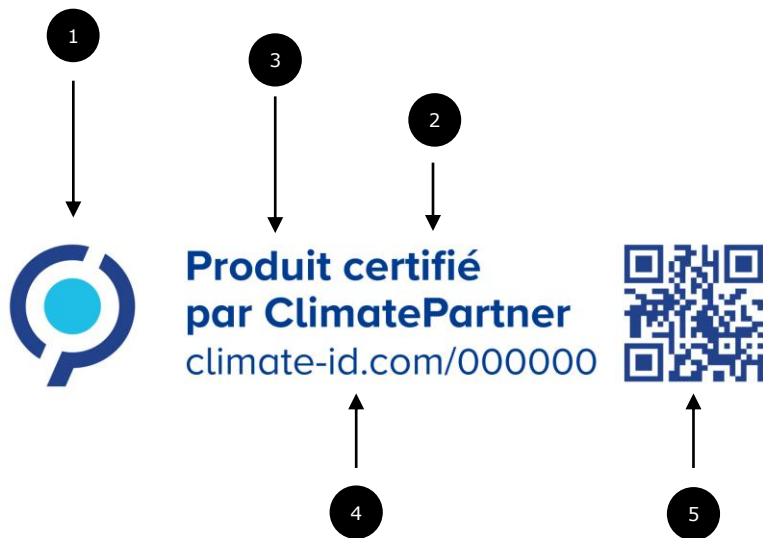 1
3
2
Produit certifié
par ClimatePartner
climate-id.com/000000
4
5